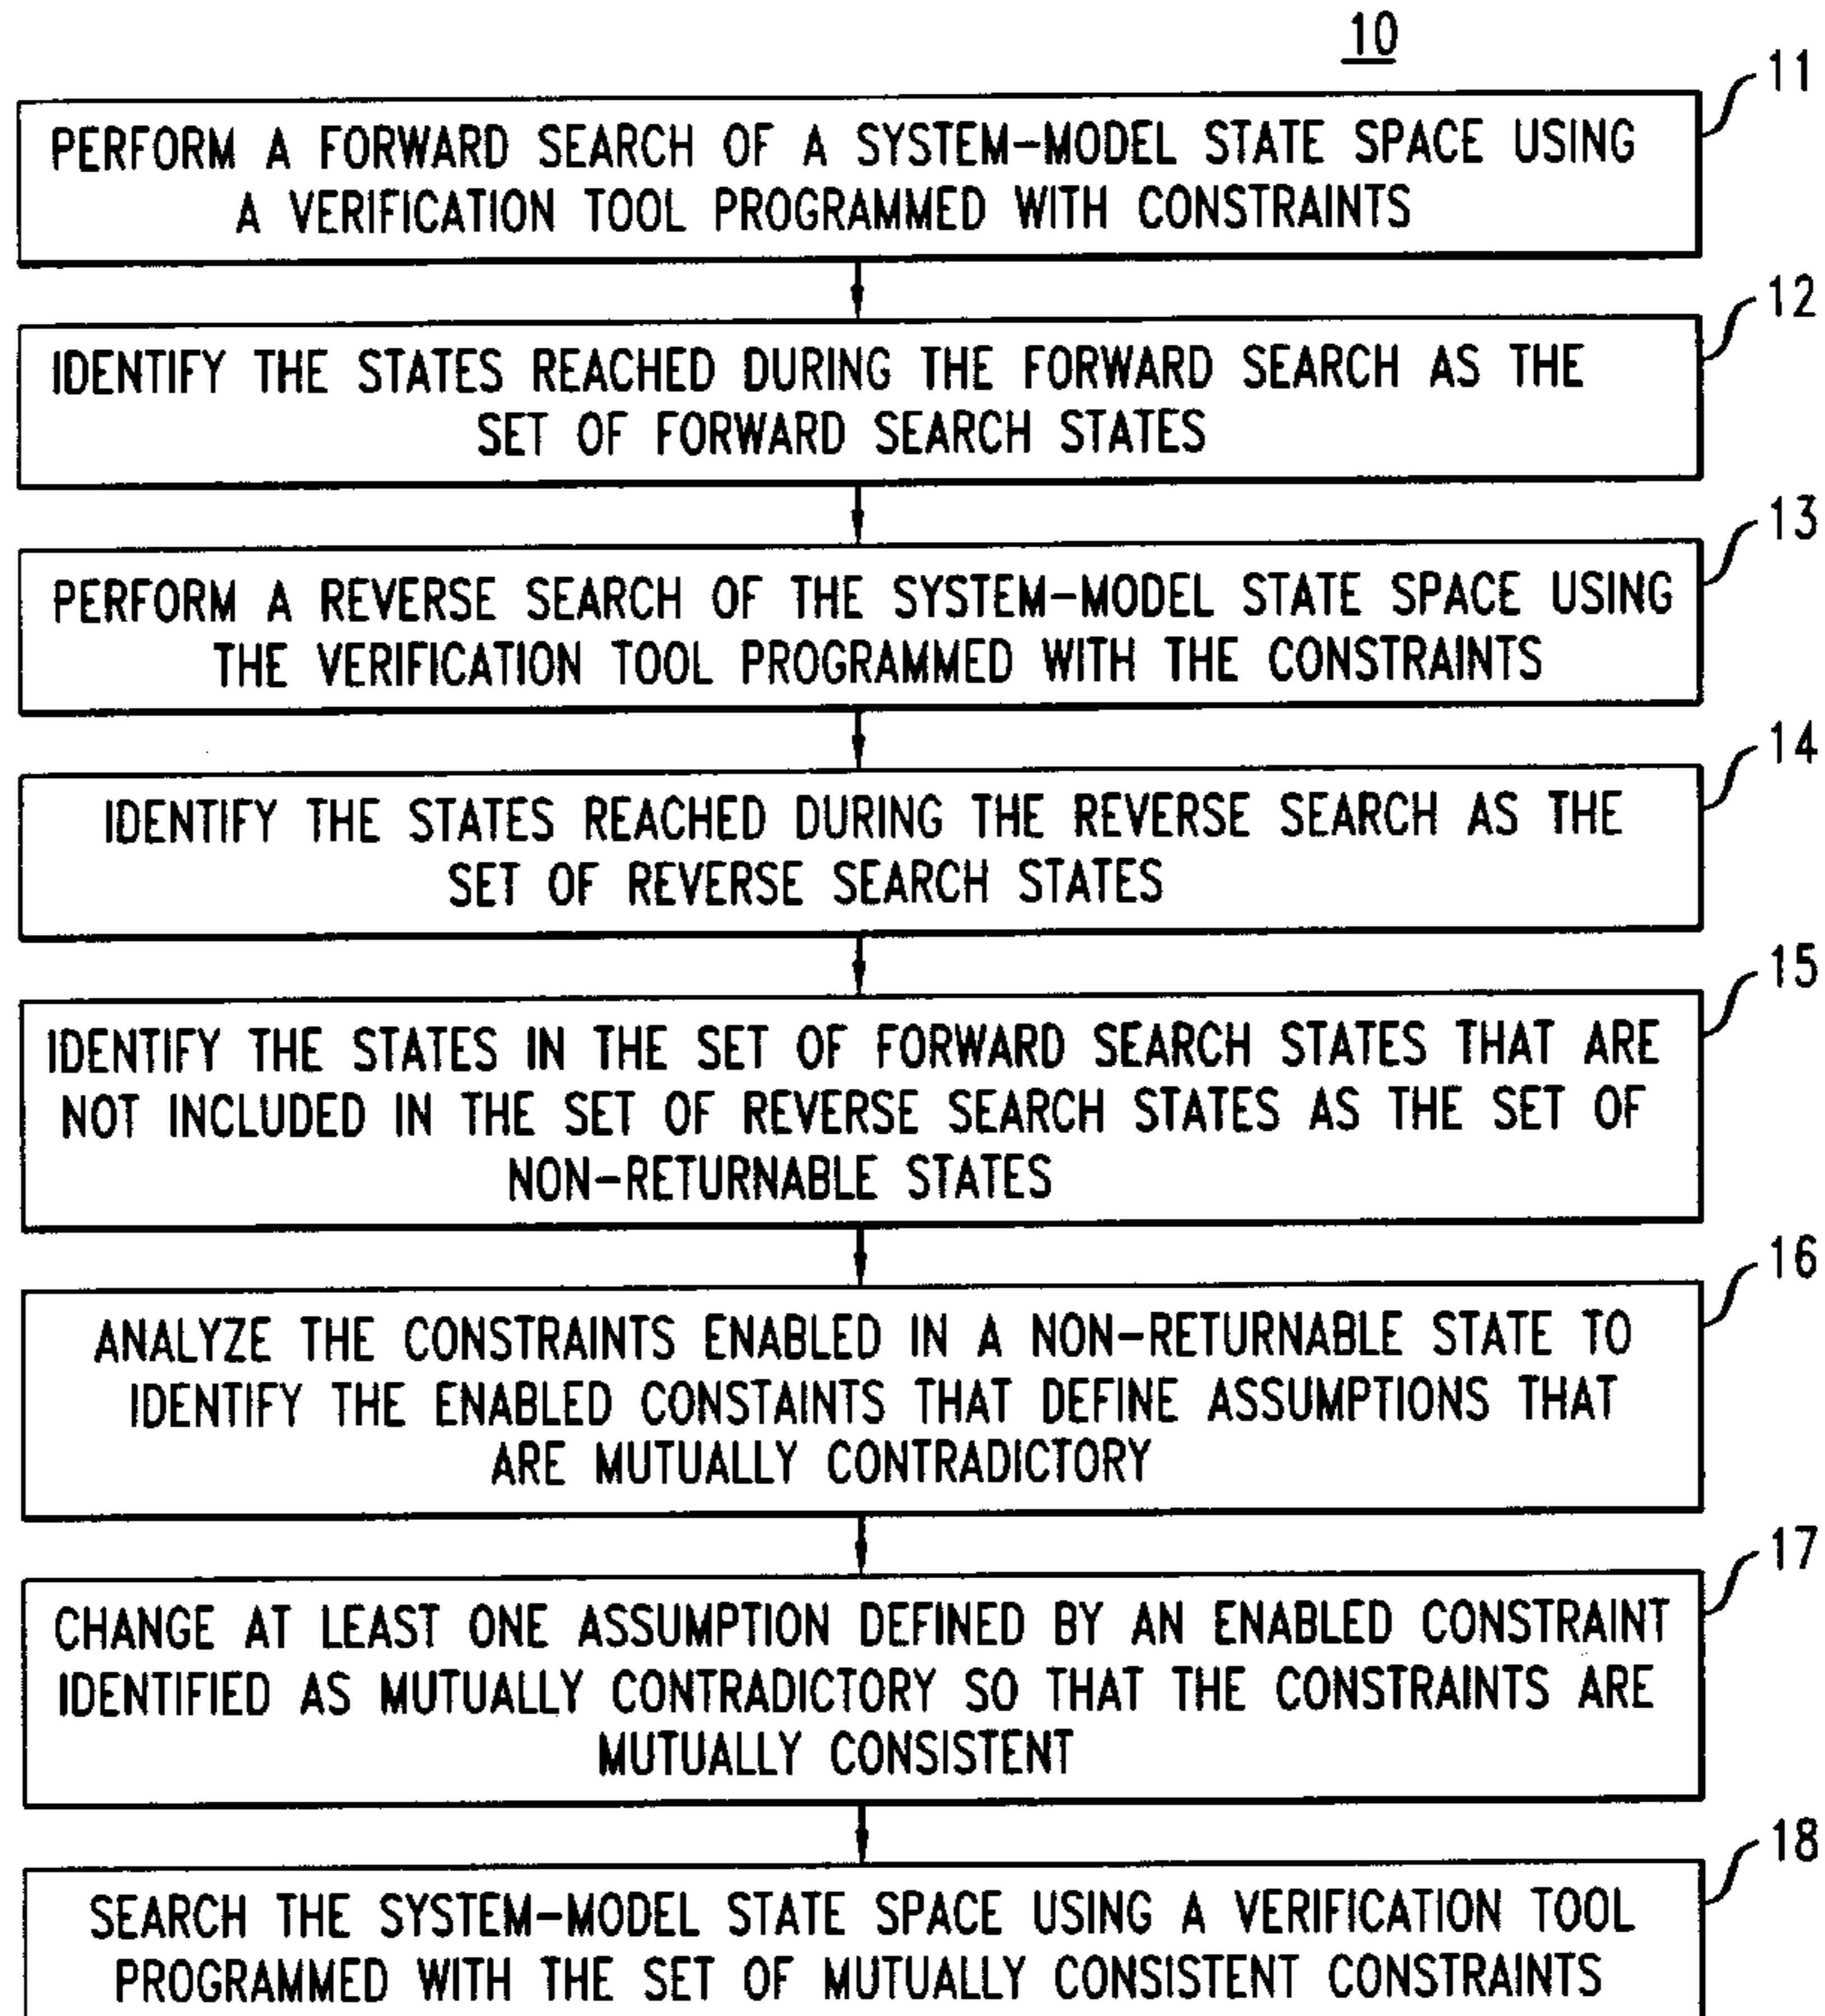 10
11
PERFORM A FORWARD SEARCH OF A SYSTEM-MODEL STATE SPACE USING
A VERIFICATION TOOL PROGRAMMED WITH CONSTRAINTS
12
IDENTIFY THE STATES REACHED DURING THE FORWARD SEARCH AS THE
SET OF FORWARD SEARCH STATES
13
PERFORM A REVERSE SEARCH OF THE SYSTEM-MODEL STATE SPACE USING
THE VERIFICATION TOOL PROGRAMMED WITH THE CONSTRAINTS
14
IDENTIFY THE STATES REACHED DURING THE REVERSE SEARCH AS THE
SET OF REVERSE SEARCH STATES
15
IDENTIFY THE STATES IN THE SET OF FORWARD SEARCH STATES THAT ARE
NOT INCLUDED IN THE SET OF REVERSE SEARCH STATES AS THE SET OF
NON-RETURNABLE STATES
16
ANALYZE THE CONSTRAINTS ENABLED IN A NON-RETURNABLE STATE TO
IDENTIFY THE ENABLED CONSTAINTS THAT DEFINE ASSUMPTIONS THAT
ARE MUTUALLY CONTRADICTORY
17
CHANGE AT LEAST ONE ASSUMPTION DEFINED BY AN ENABLED CONSTRAINT
IDENTIFIED AS MUTUALLY CONTRADICTORY SO THAT THE CONSTRAINTS ARE
MUTUALLY CONSISTENT
18
SEARCH THE SYSTEM-MODEL STATE SPACE USING A VERIFICATION TOOL
PROGRAMMED WITH THE SET OF MUTUALLY CONSISTENT CONSTRAINTS